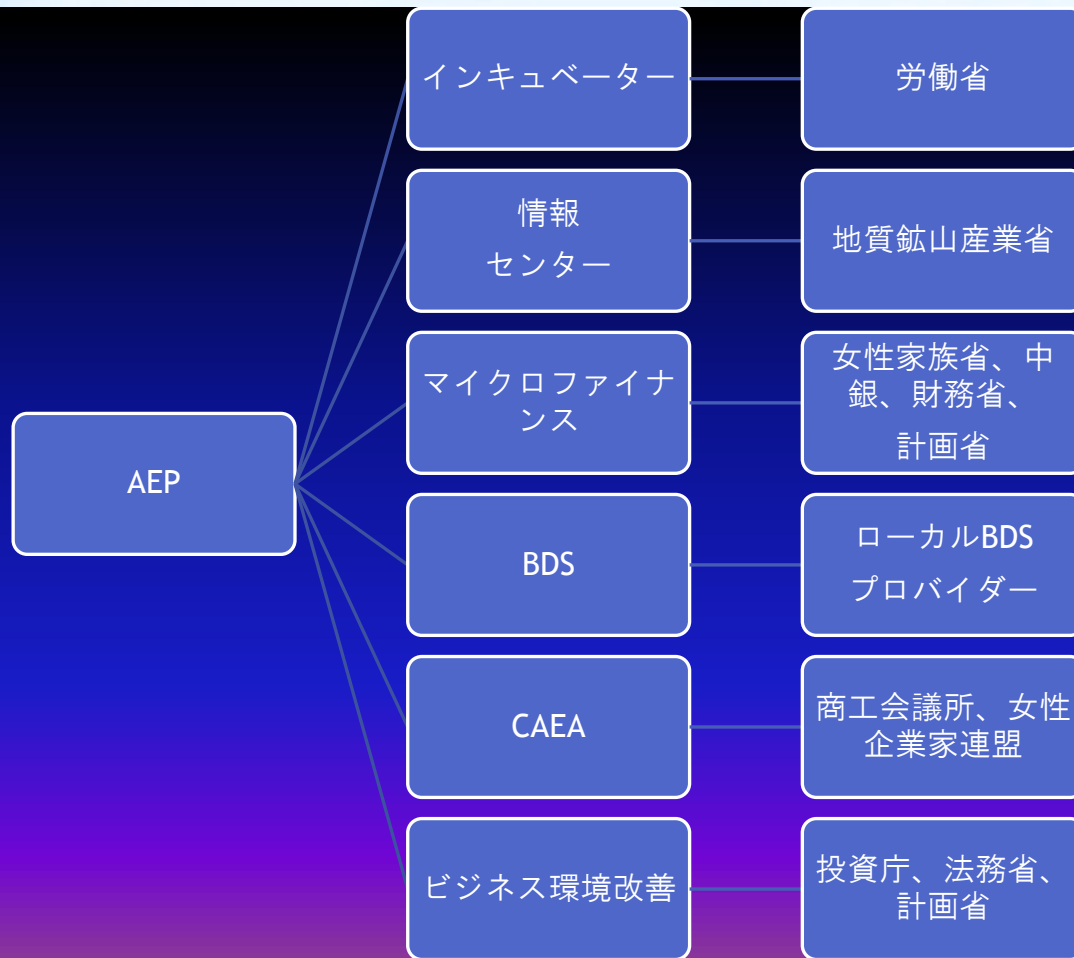 インキュベーター
労働省
情報
センター
地質鉱山産業省
マイクロファイナ
ンス
女性家族省、中
銀、財務省、
計画省
AEP
BDS
ローカルBDS
プロバイダー
CAEA
商工会議所、女性
企業家連盟
ビジネス環境改善
投資庁、法務省、
計画省